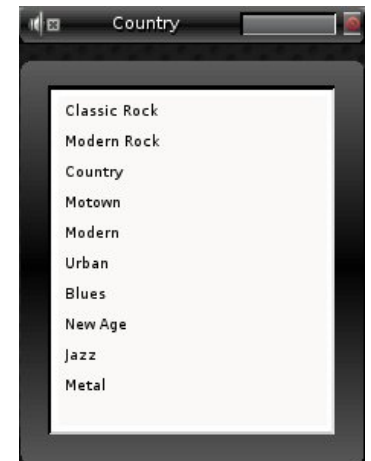 Country
Classic Rock
Modern Rock
Country
Motown
Modern
Urban
Blues
New Age
Jazz
Metal